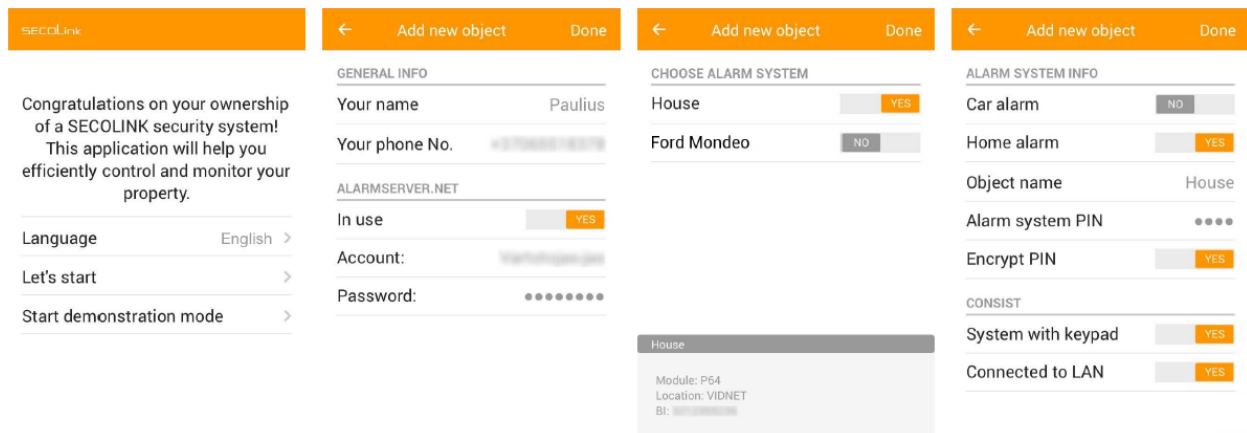 SECOLink
Congratulations on your ownership
of a SECOLINK security system!
This application will help you
efficiently control and monitor your
property.
Language English >
Let's start >
Start demonstration mode >
← Add new object Done
GENERAL INFO
Your name Paulius
Your phone No.
ALARMSERVER.NET
In use YES
Account:
Password: ●●●●●●●●
← Add new object Done
CHOOSE ALARM SYSTEM
House YES
Ford Mondeo NO
House
Module: P64
Location: VIDNET
BI:
← Add new object Done
ALARM SYSTEM INFO
Car alarm NO
Home alarm YES
Object name House
Alarm system PIN ●●●●
Encrypt PIN YES
CONSIST
System with keypad YES
Connected to LAN YES